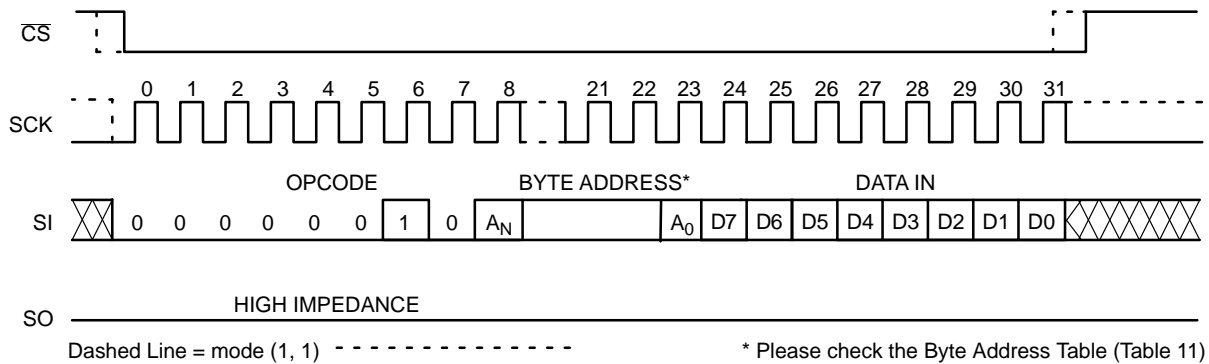 CS
0 1 2 3 4 5 6 7 8 21 22 23 24 25 26 27 28 29 30 31
SCK
OPCODE BYTE ADDRESS* DATA IN
SI 0 0 0 0 0 0 1 0 AN A0 D7 D6 D5 D4 D3 D2 D1 D0
HIGH IMPEDANCE
SO
Dashed Line = mode (1, 1) * Please check the Byte Address Table (Table 11)